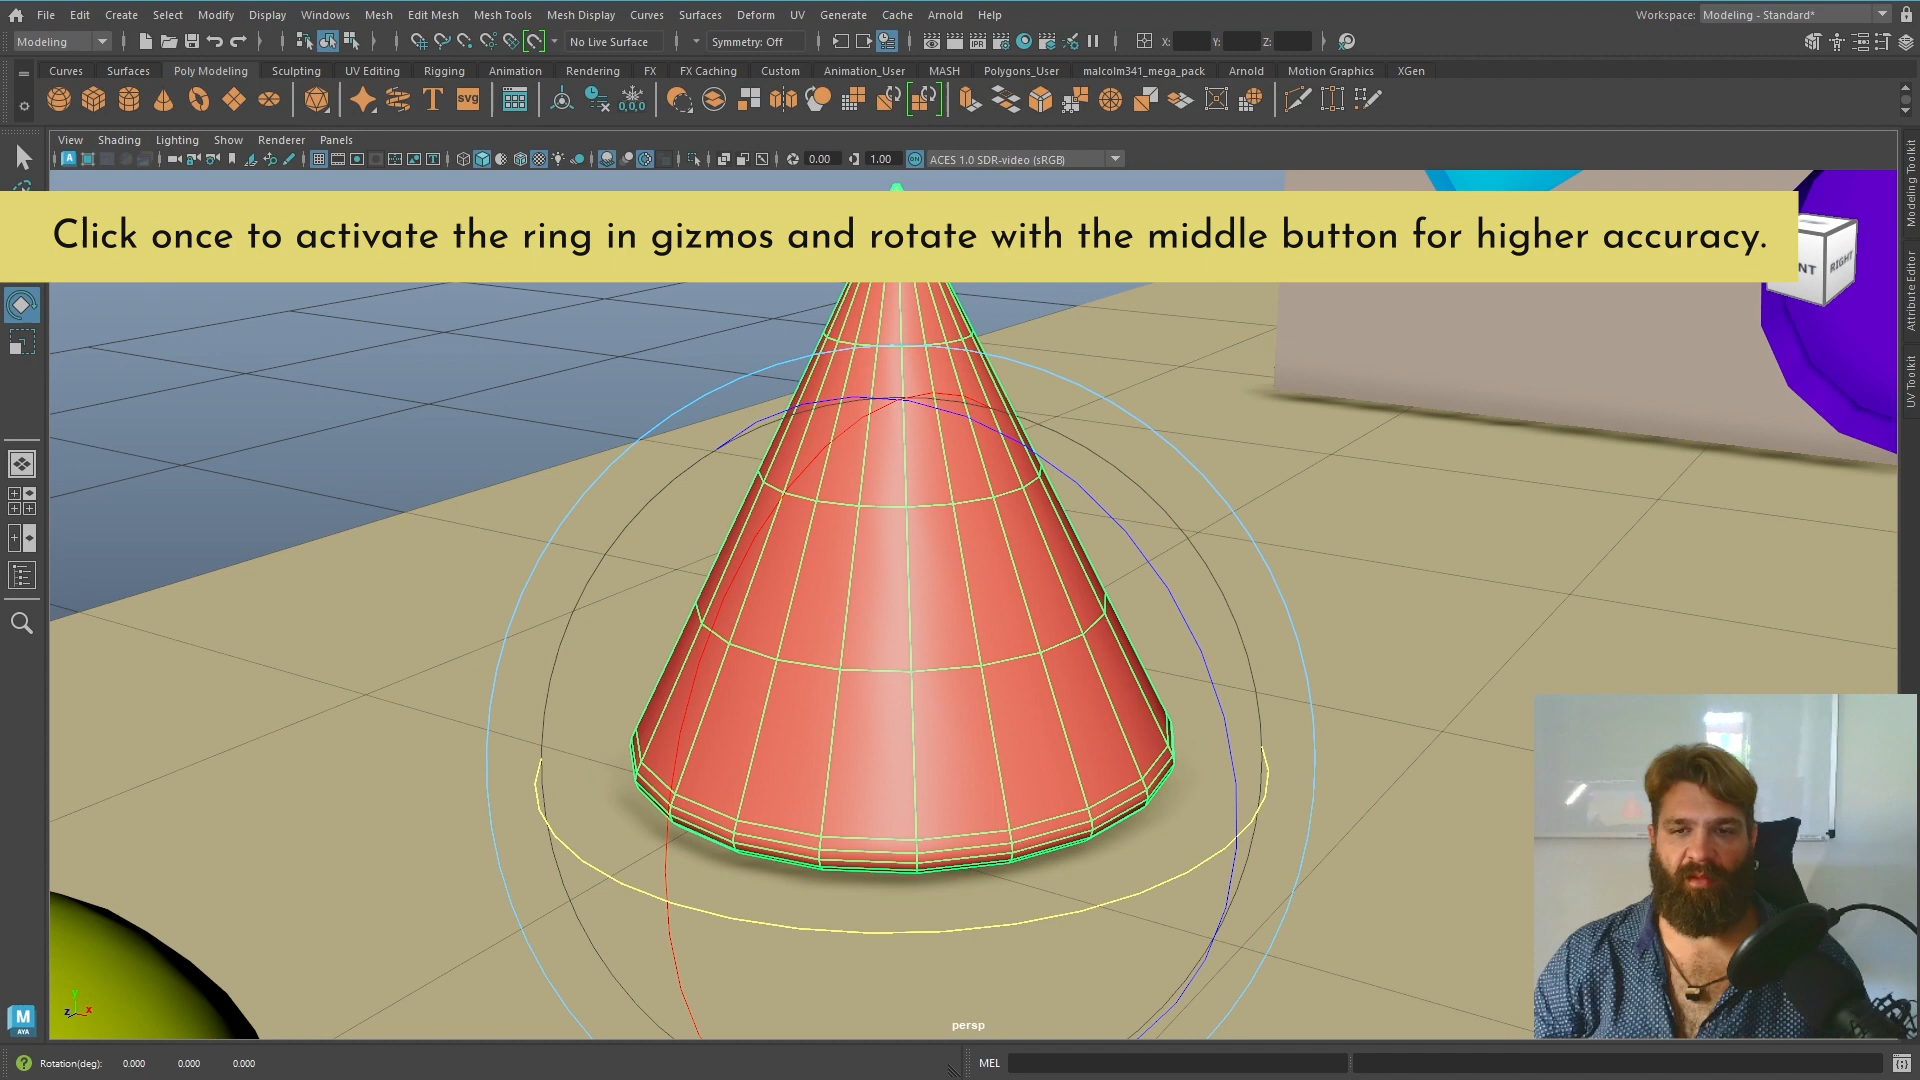 File Edit Create Select Modify Display Windows Mesh Edit Mesh Mesh Tools Mesh Display Curves Surfaces Deform UV Generate Cache Arnold Help Workspace: Modeling - Standard*
Modeling No Live Surface Symmetry: Off X: Y: Z:
Curves Surfaces Poly Modeling Sculpting UV Editing Rigging Animation Rendering FX FX Caching Custom Animation_User MASH Polygons_User malcolm341_mega_pack Arnold Motion Graphics XGen
View Shading Lighting Show Renderer Panels
0.00 1.00 ACES 1.0 SDR-video (sRGB)
Click once to activate the ring in gizmos and rotate with the middle button for higher accuracy.
NT RIGHT
Modeling Toolkit
Attribute Editor
UV Toolkit
y
z x
persp
M
AYA
Rotation(deg): 0.000 0.000 0.000 MEL